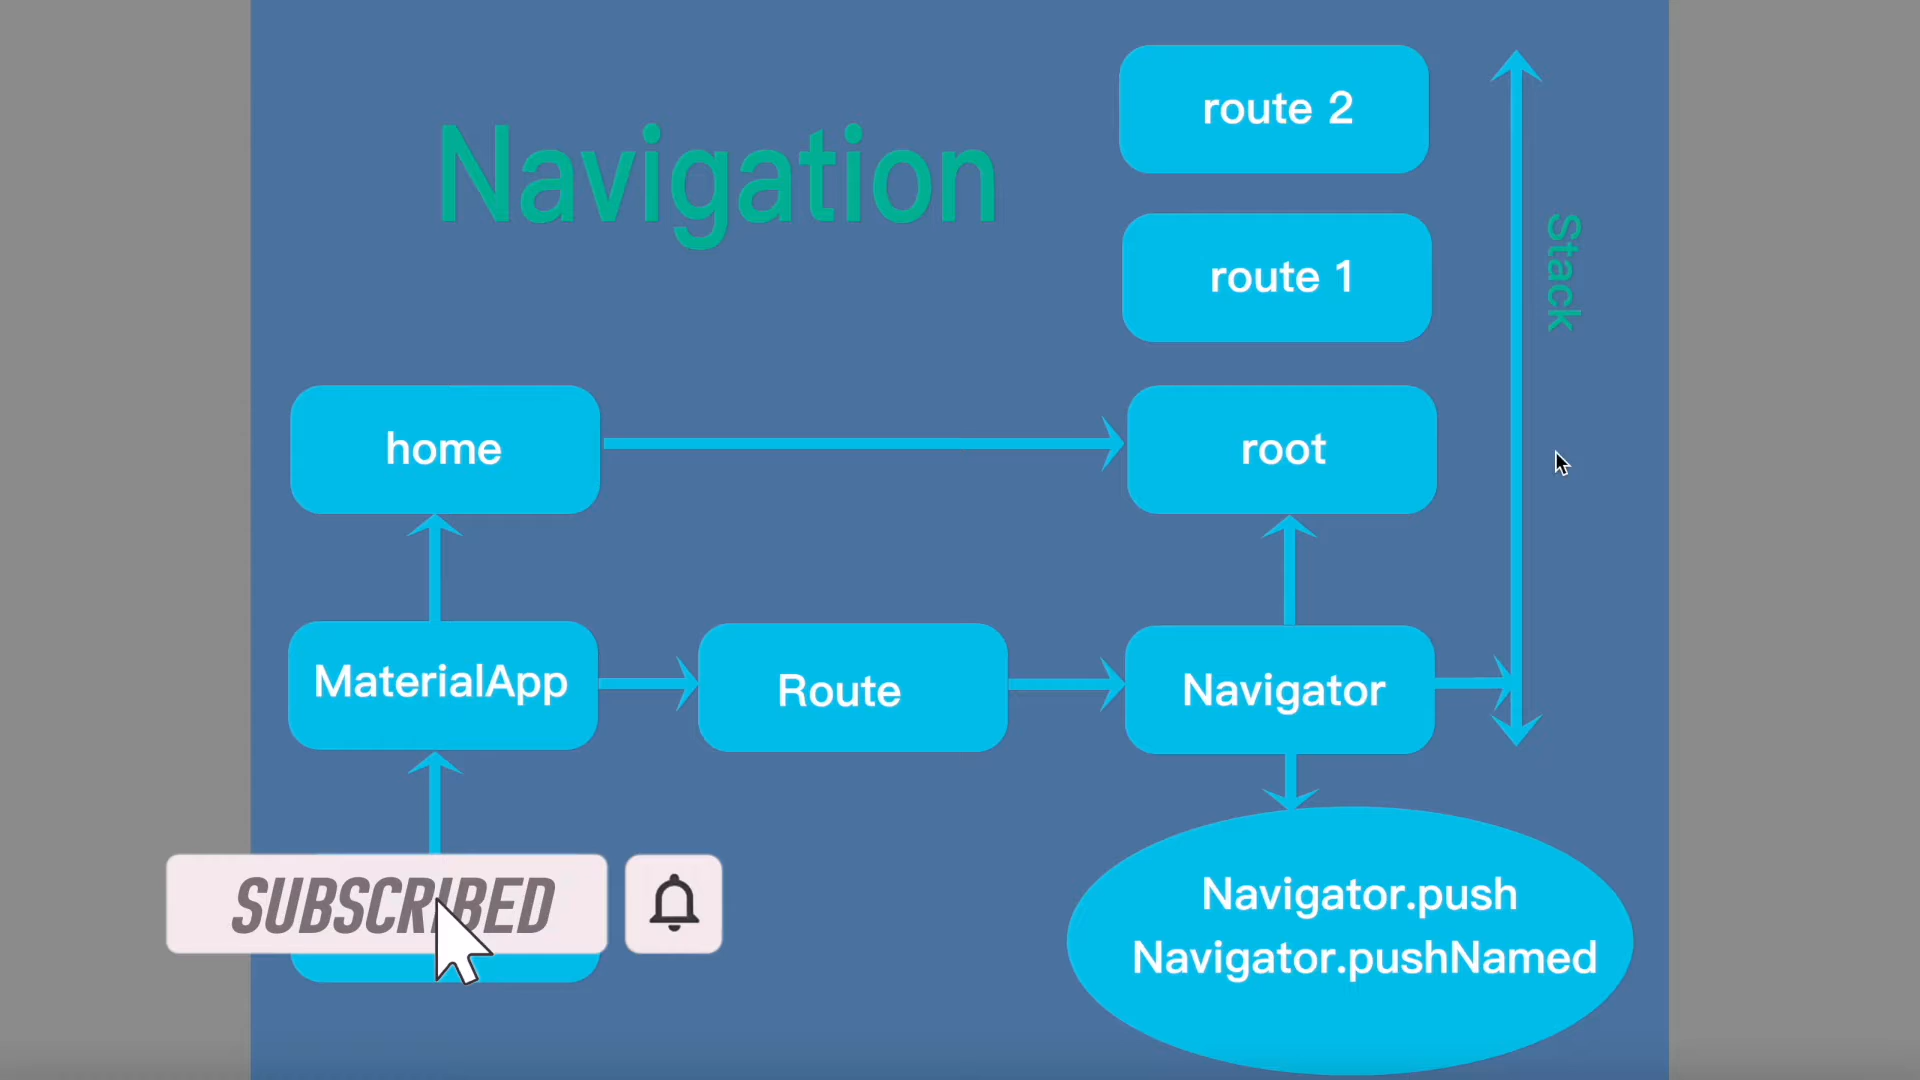 Navigation
route 2
route 1
Stack
home
root
MaterialApp
Route
Navigator
SUBSCRIBED
Navigator.push
Navigator.pushNamed